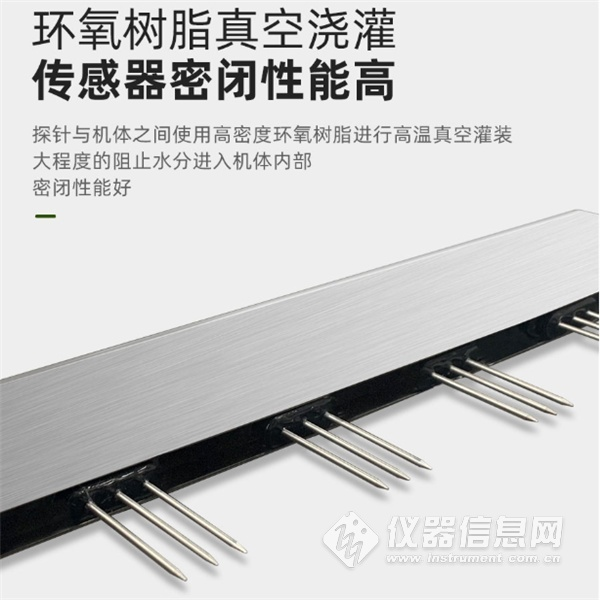 环氧树脂真空浇灌
传感器密闭性能高
探针与机体之间使用高密度环氧树脂进行高温真空灌装
大程度的阻止水分进入机体内部
密闭性能好
仪器信息网
www.instrument.com.cn